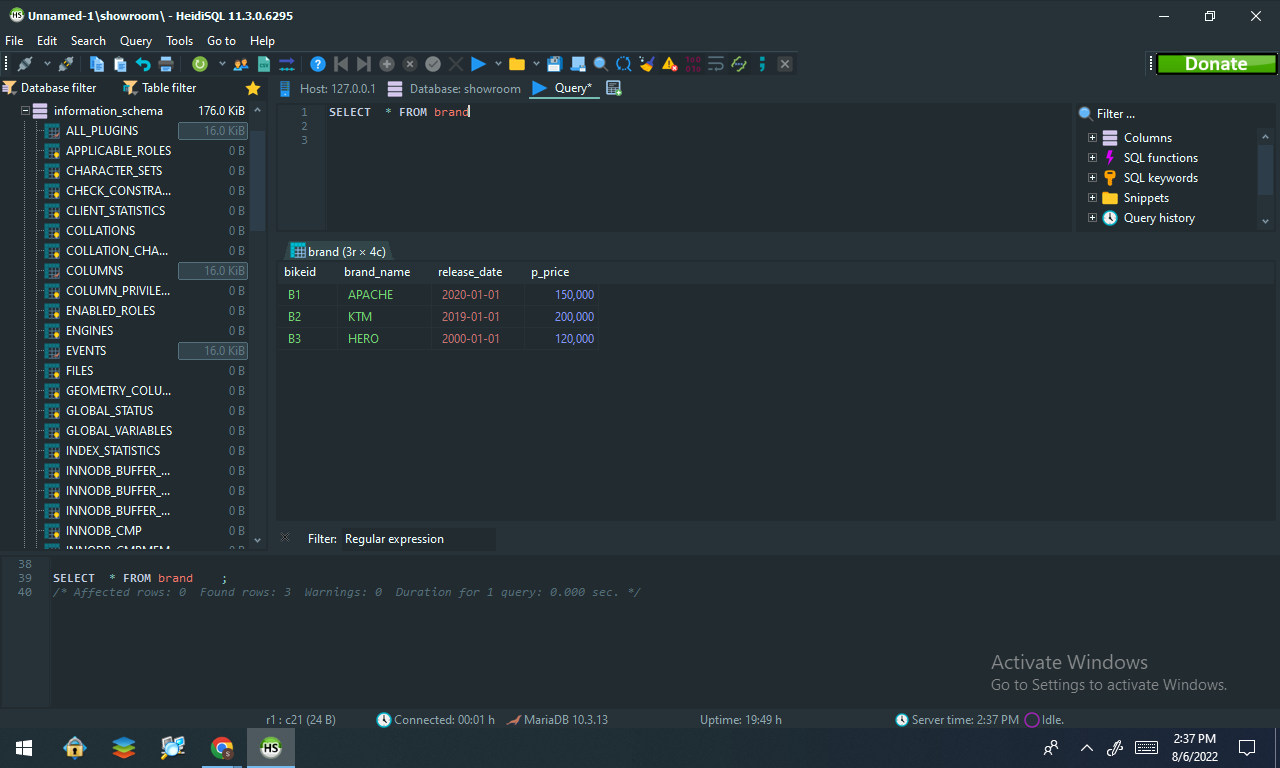 Unnamed-1\showroom\ - HeidiSQL 11.3.0.6295
File Edit Search Query Tools Go to Help
Donate
Database filter Table filter
Host: 127.0.0.1 Database: showroom Query*
information_schema 176.0 KiB
ALL_PLUGINS 16.0 KiB
APPLICABLE_ROLES 0 B
CHARACTER_SETS 0 B
CHECK_CONSTRA... 0 B
CLIENT_STATISTICS 0 B
COLLATIONS 0 B
COLLATION_CHA... 0 B
COLUMNS 16.0 KiB
COLUMN_PRIVILE... 0 B
ENABLED_ROLES 0 B
ENGINES 0 B
EVENTS 16.0 KiB
FILES 0 B
GEOMETRY_COLU... 0 B
GLOBAL_STATUS 0 B
GLOBAL_VARIABLES 0 B
INDEX_STATISTICS 0 B
INNODB_BUFFER_... 0 B
INNODB_BUFFER_... 0 B
INNODB_BUFFER_... 0 B
INNODB_CMP 0 B
1 SELECT * FROM brand
2
3
Filter ...
Columns
SQL functions
SQL keywords
Snippets
Query history
brand (3r × 4c)
bikeid brand_name release_date p_price
B1 APACHE 2020-01-01 150,000
B2 KTM 2019-01-01 200,000
B3 HERO 2000-01-01 120,000
Filter: Regular expression
38
39 SELECT * FROM brand ;
40 /* Affected rows: 0 Found rows: 3 Warnings: 0 Duration for 1 query: 0.000 sec. */
Activate Windows
Go to Settings to activate Windows.
r1 : c21 (24 B) Connected: 00:01 h MariaDB 10.3.13 Uptime: 19:49 h Server time: 2:37 PM Idle.
HS
2:37 PM
8/6/2022